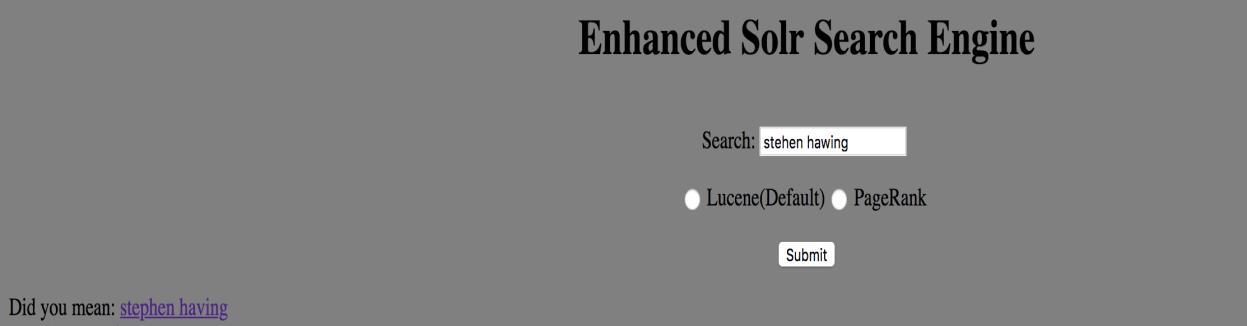 Enhanced Solr Search Engine
Search: stehen hawing
Lucene(Default) PageRank
Submit
Did you mean: stephen having